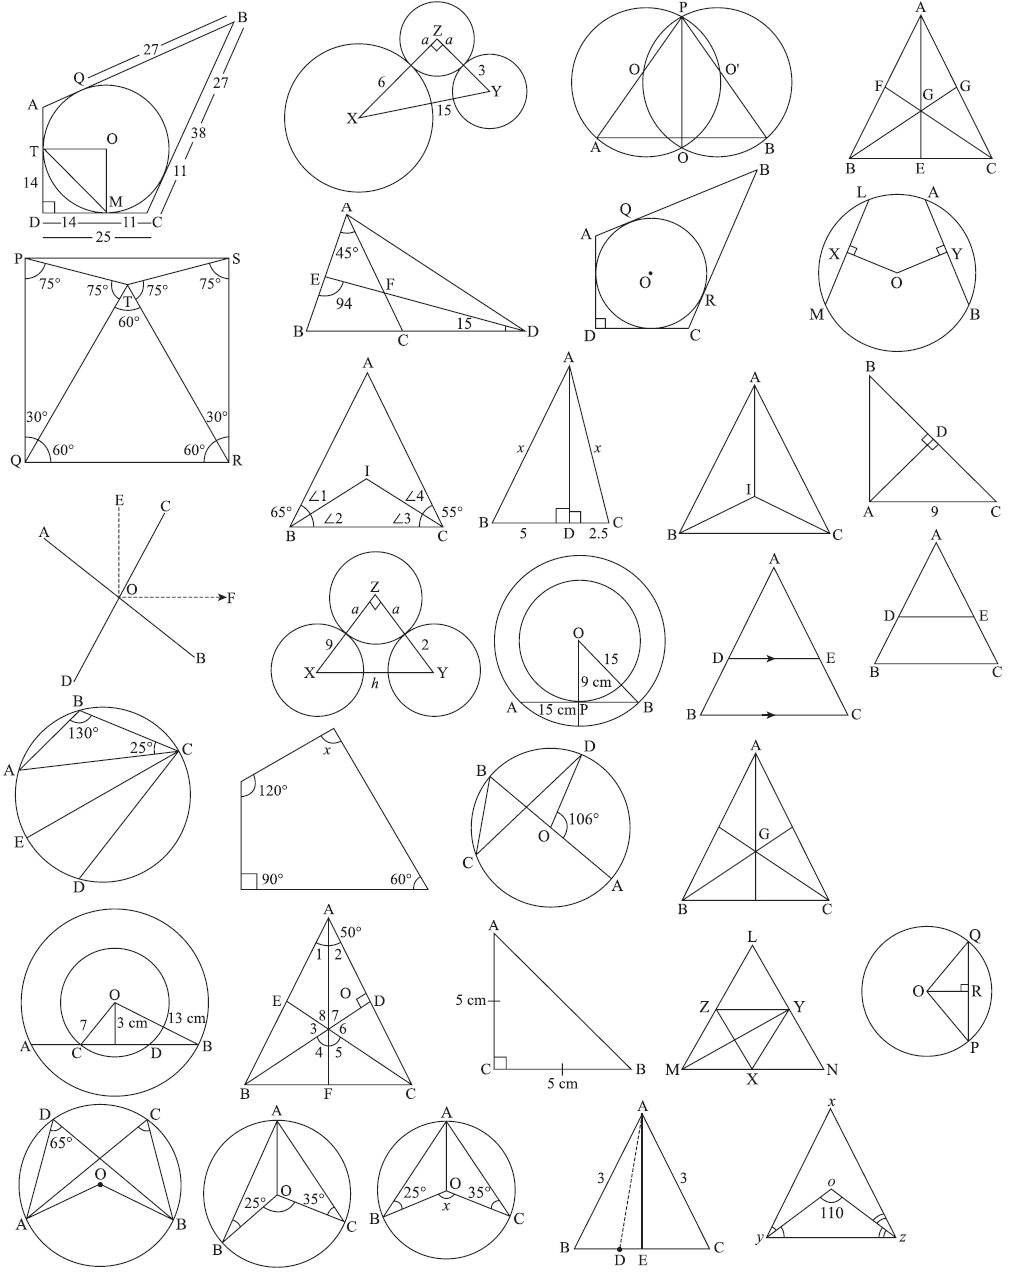 B
27
Q
27
A
O
38
T
14
11
M
D 14 11 C
25
Z
a a
6
3
Y
15
X
P
O O'
A B
O
A
F G
G
B E C
P S
75° 75° 75° 75°
T
60°
30° 30°
60° 60°
Q R
A
45°
E F
94
15
B C D
B
Q
A
O
R
D C
L A
X Y
O
M B
A
I
∠1 ∠4
65° 55°
∠2 ∠3
B C
A
x x
B C
5 D 2.5
A
I
B C
B
D
A 9 C
E
C
A
O
F
B
D
Z
a a
9 2
X Y
h
O
15
9 cm
A B
15 cm P
A
D E
B C
A
D E
B C
B
130°
25° C
A
E
D
x
120°
90° 60°
D
B
106°
O
C
A
A
G
B C
O
7 3 cm 13 cm
A C D B
A
50°
1 2
E O D
8 7
3 6
4 5
B F C
A
5 cm
C B
5 cm
L
Z Y
M N
X
Q
O R
P
D C
65°
O
A B
A
O
25° 35°
C
B
A
O
25° 35°
B x C
A
3 3
B C
D E
x
o
110
y z